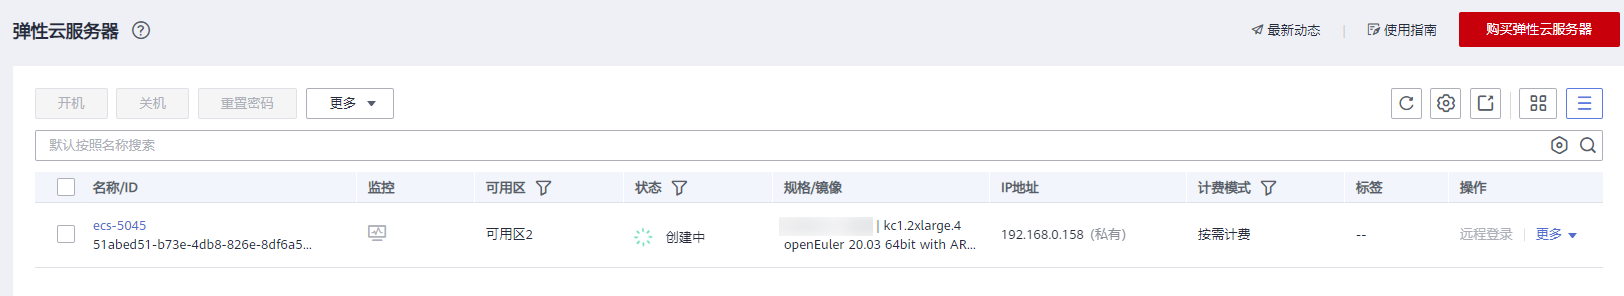 弹性云服务器
最新动态 | 使用指南 购买弹性云服务器
开机 关机 重置密码 更多
默认按照名称搜索
名称/ID 监控 可用区 状态 规格/镜像 IP地址 计费模式 标签 操作
ecs-5045 | kc1.2xlarge.4
51abed51-b73e-4db8-826e-8df6a5... 可用区2 创建中 openEuler 20.03 64bit with AR... 192.168.0.158 (私有) 按需计费 -- 远程登录 | 更多